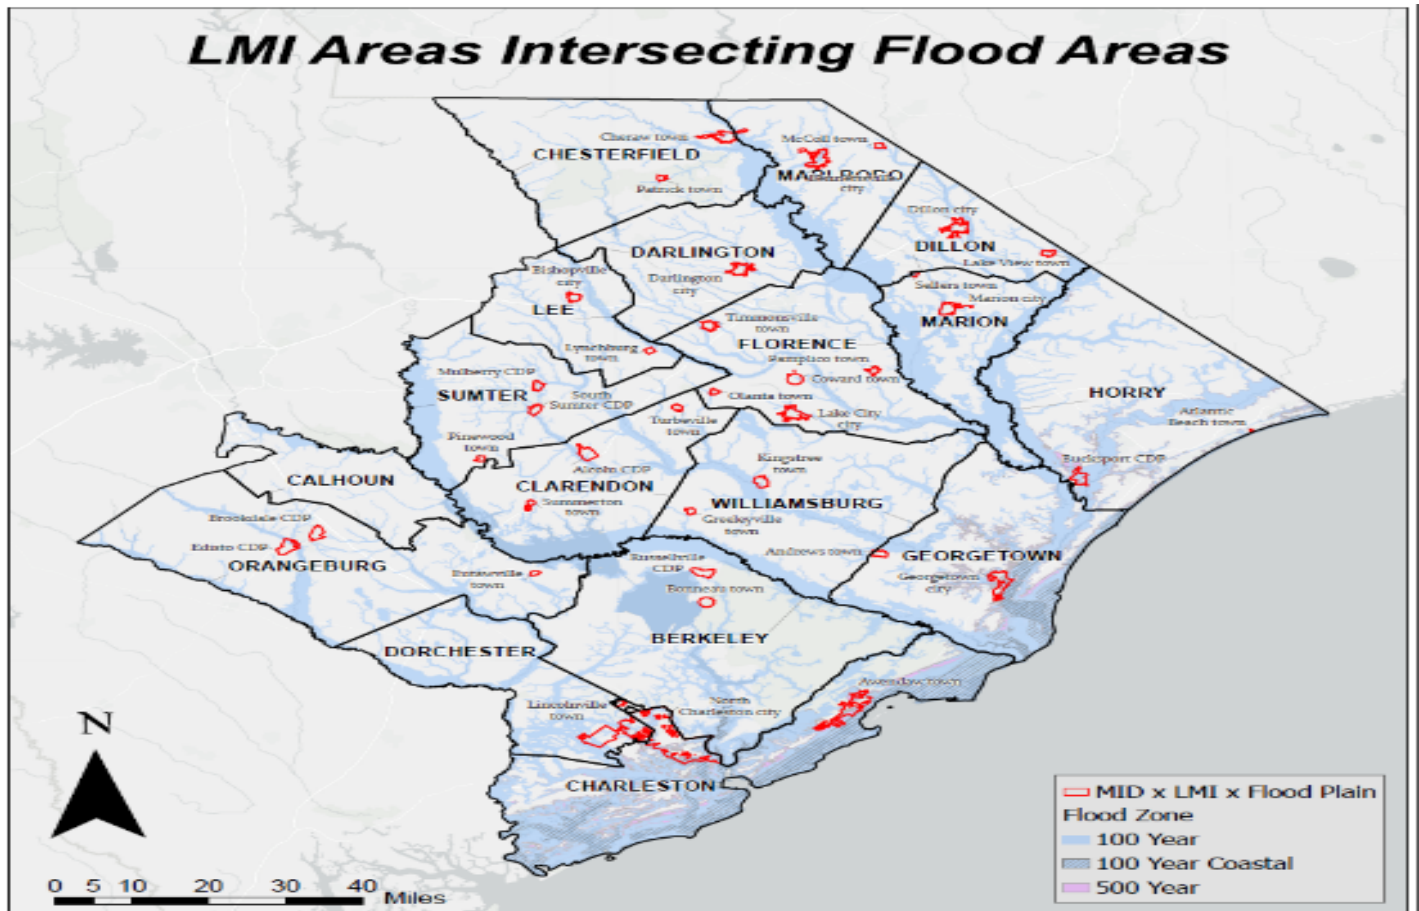 LMI Areas Intersecting Flood Areas
Cheraw town
McColl town
CHESTERFIELD
MARLBORO
city
Patrick town
Dillon city
DILLON
Lake View town
DARLINGTON
Darlington
city
Bishopville
city
LEE
Sellers town
Marion city
MARION
Timmonsville
town
FLORENCE
Pamplico town
Lynchburg
town
Coward town
Mulberry CDP
SUMTER
South
Sumter CDP
Olanta town
Lake City
city
HORRY
Atlantic
Beach town
Turbeville
town
Pinewood
town
Alcolu CDP
Kingstree
town
Bucksport CDP
CALHOUN
CLARENDON
Summerton
town
WILLIAMSBURG
Greeleyville
town
Brookdale CDP
Edisto CDP
ORANGEBURG
Eutawville
town
Russellville
CDP
Bonneau town
Andrews town
GEORGETOWN
Georgetown
city
BERKELEY
DORCHESTER
Awendaw town
Lincolnville
town
North
Charleston city
CHARLESTON
N
0 5 10 20 30 40
Miles
MID x LMI x Flood Plain
Flood Zone
100 Year
100 Year Coastal
500 Year